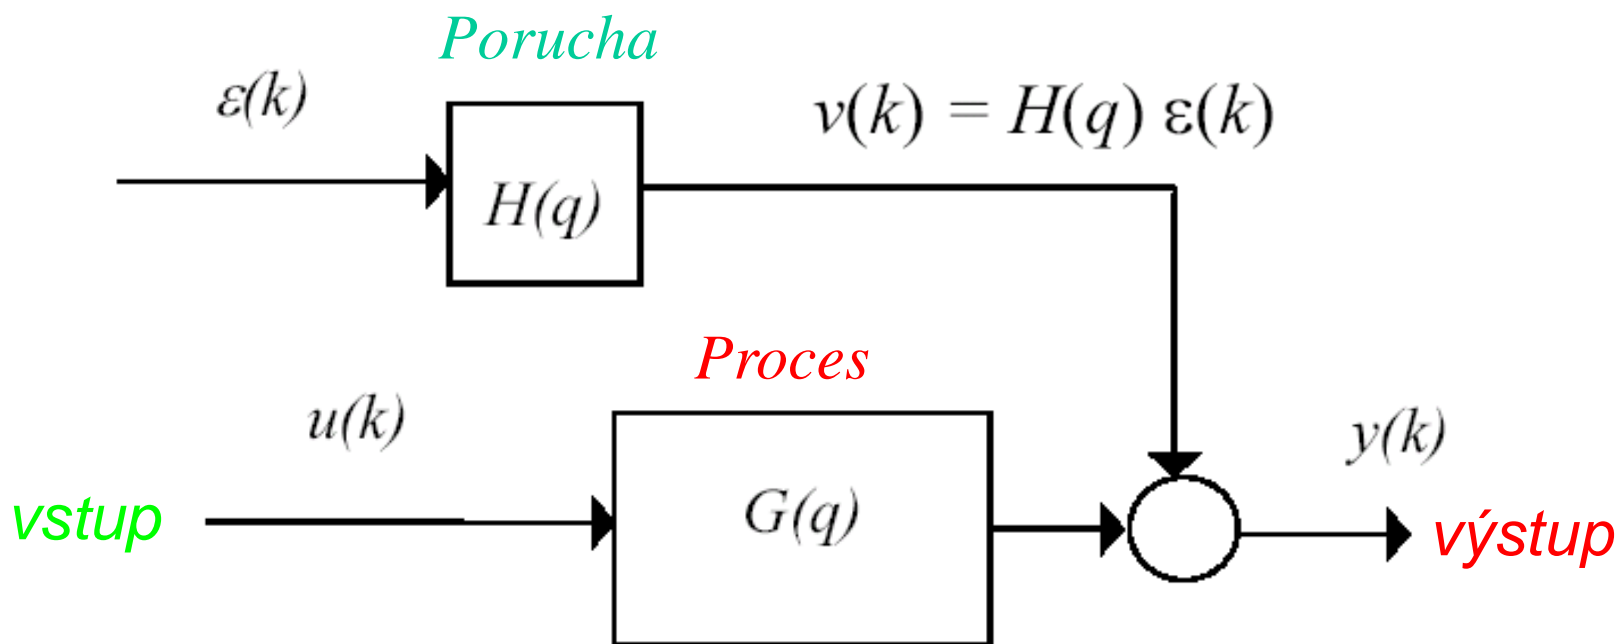 Porucha
ε(k)
v(k) = H(q) ε(k)
H(q)
Proces
u(k)
y(k)
vstup
G(q)
výstup